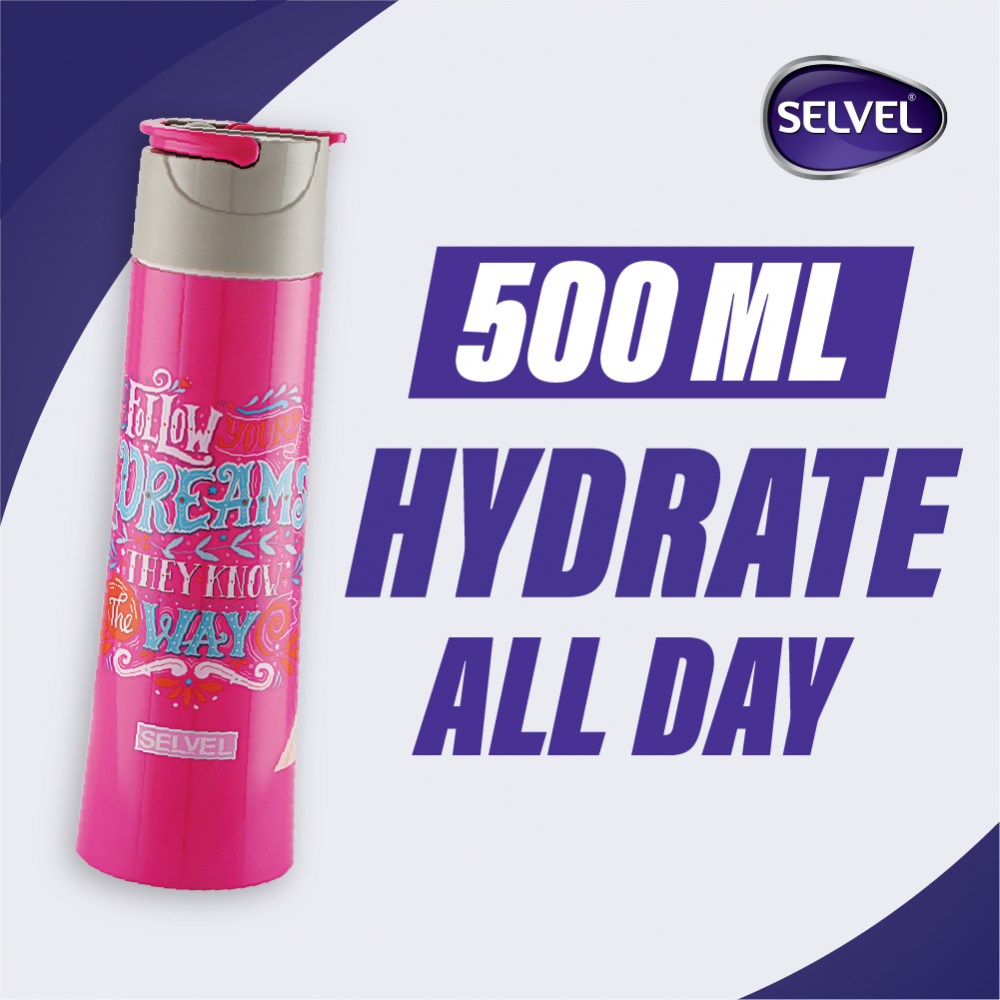 SELVEL®
500 ML
HYDRATE
ALL DAY
FOLLOW YOUR
DREAMS
THEY KNOW
The WAY
SELVEL